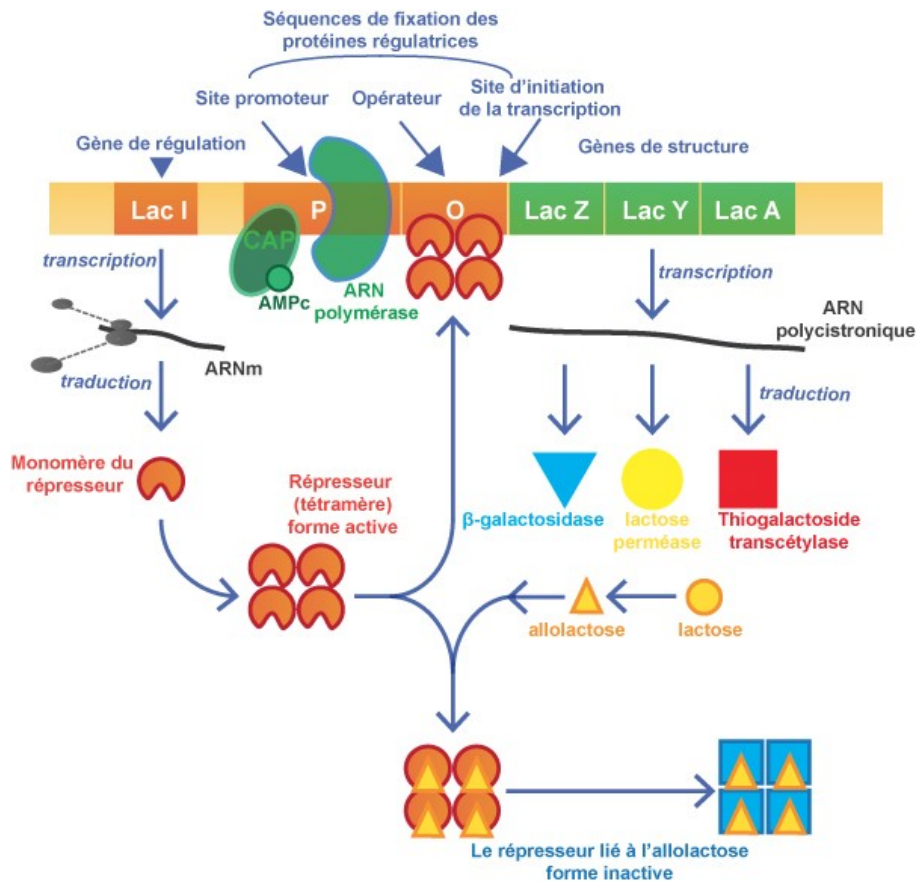 Séquences de fixation des
protéines régulatrices
Site promoteur
Opérateur
Site d'initiation
de la transcription
Gène de régulation
Gènes de structure
Lac I
P
O
Lac Z
Lac Y
Lac A
CAP
AMPc
ARN
polymérase
transcription
transcription
ARN
polycistronique
ARNm
traduction
traduction
Monomère du
répresseur
Répresseur
(tétramère)
forme active
β-galactosidase
lactose
perméase
Thiogalactoside
transcétylase
allolactose
lactose
Le répresseur lié à l'allolactose
forme inactive